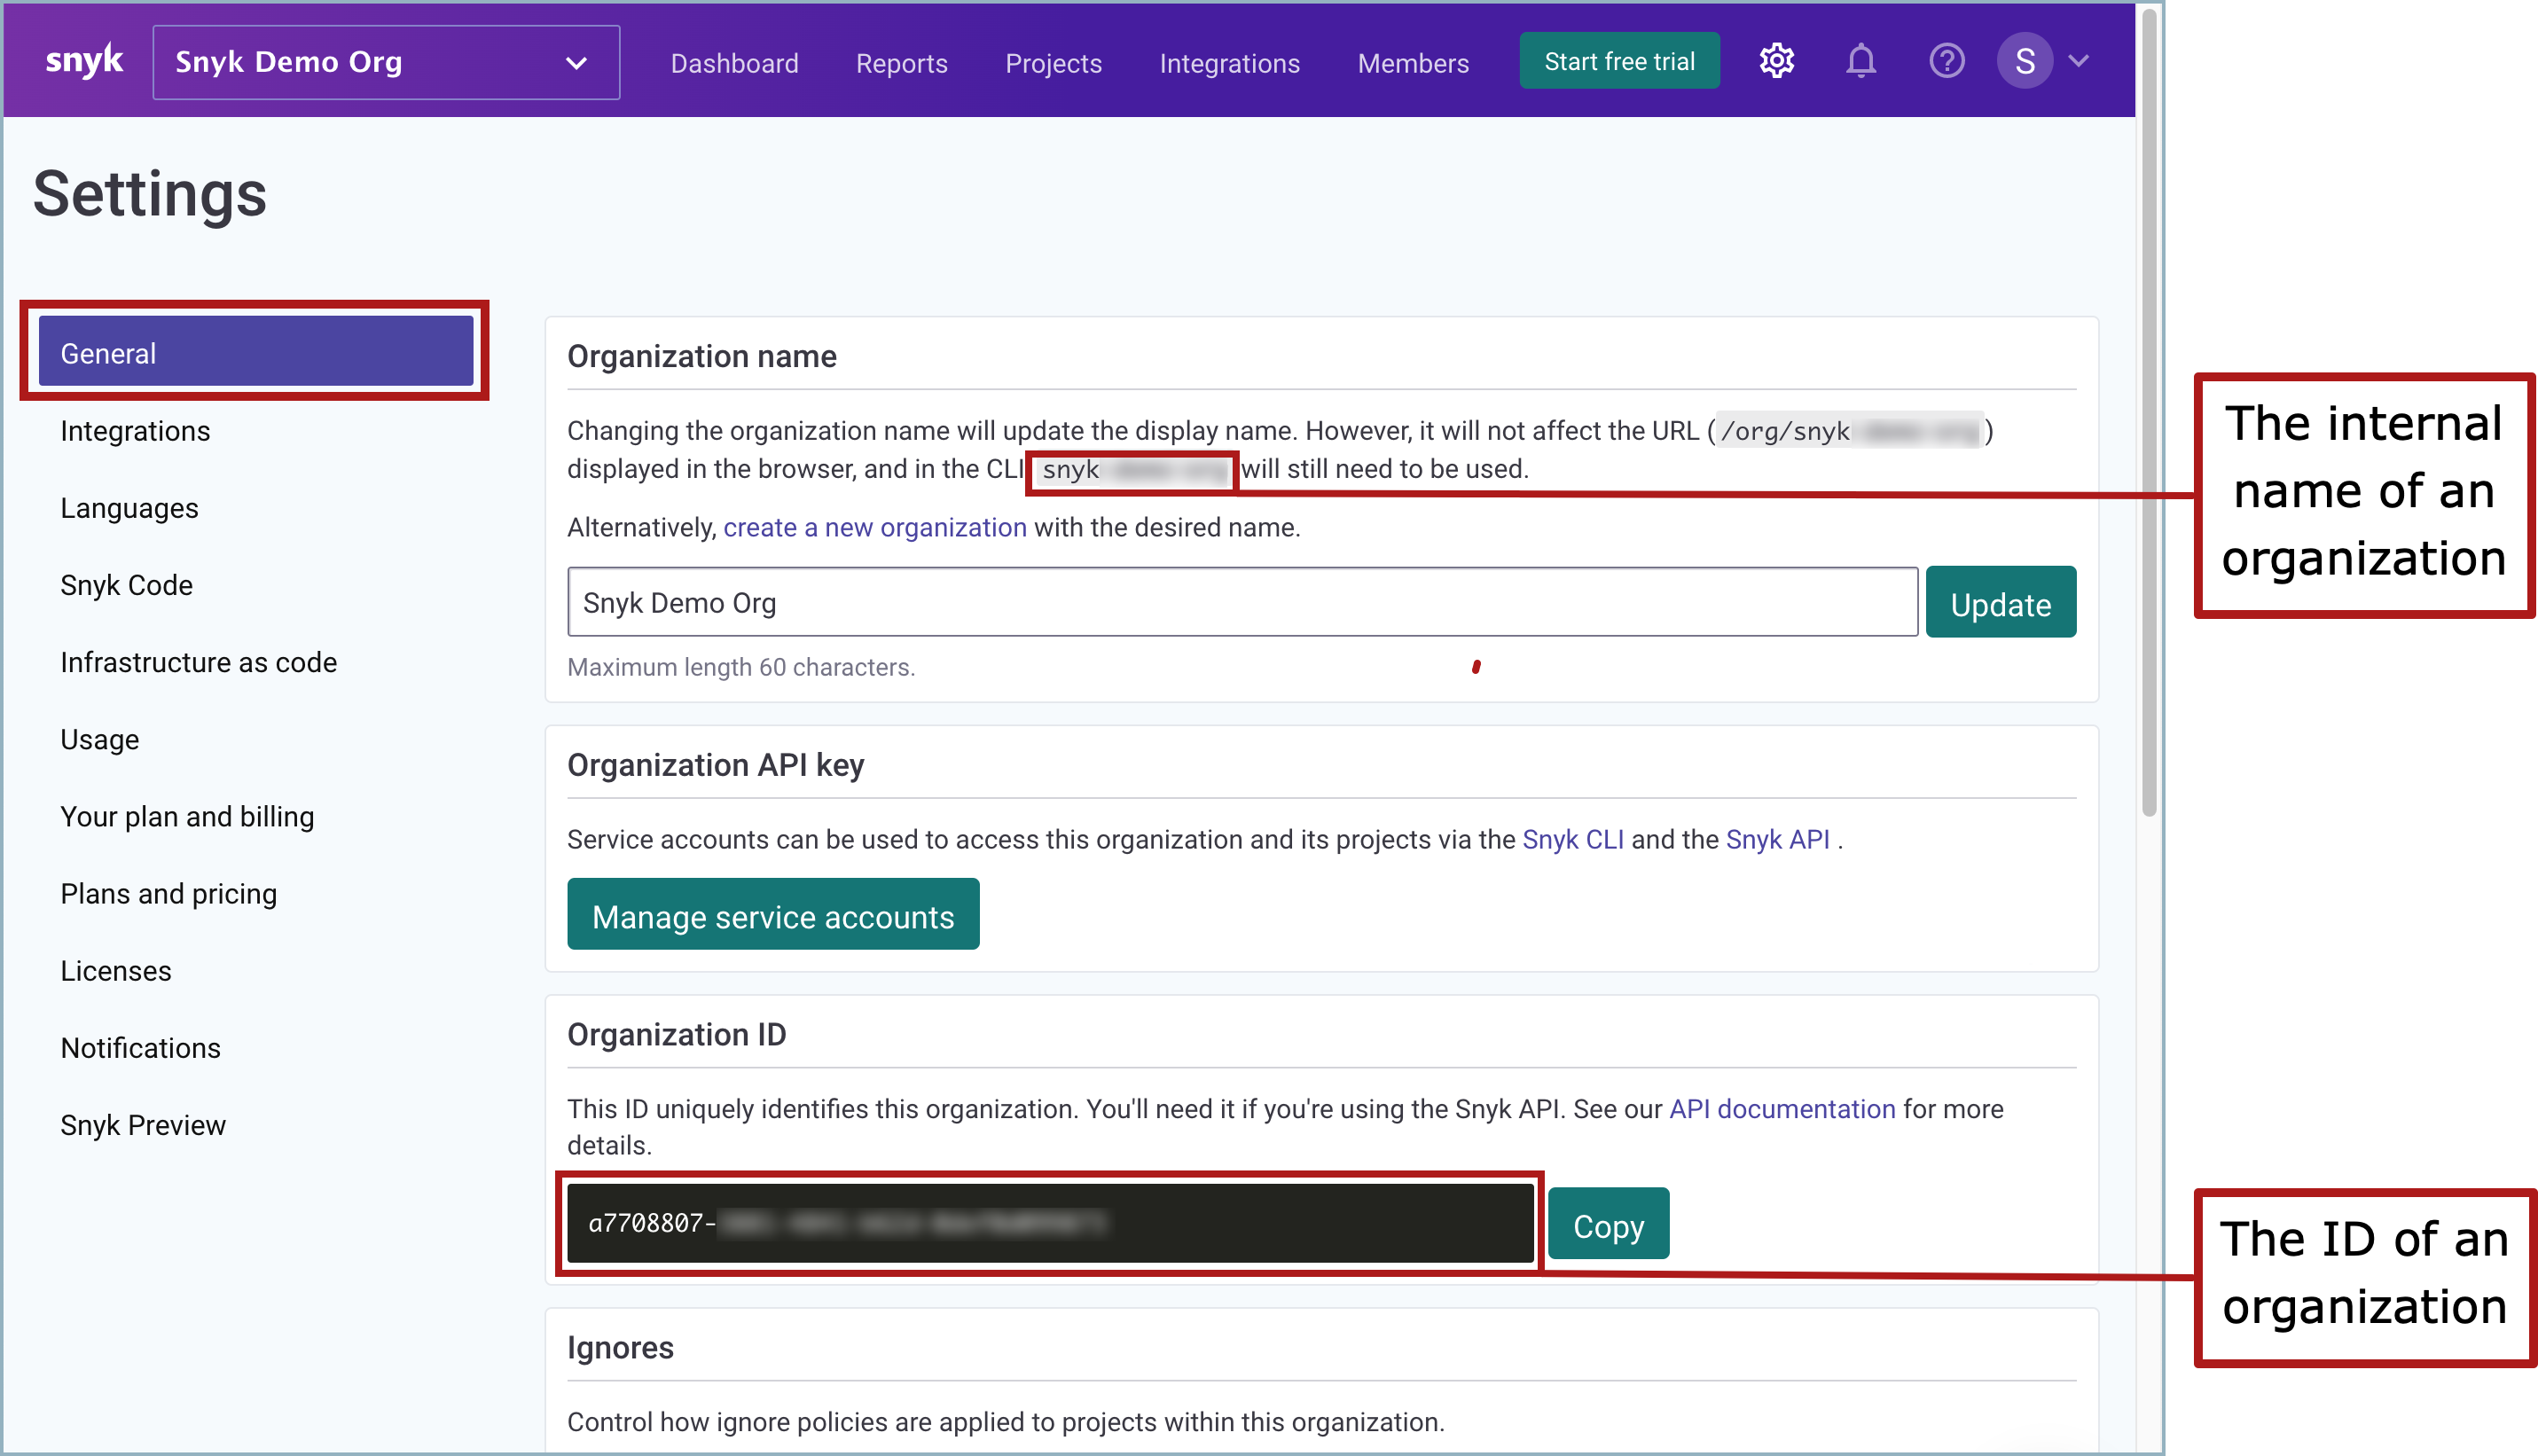 snyk
Snyk Demo Org
Dashboard
Reports
Projects
Integrations
Members
Start free trial
S
Settings
General
Integrations
Languages
Snyk Code
Infrastructure as code
Usage
Your plan and billing
Plans and pricing
Licenses
Notifications
Snyk Preview
Organization name
Changing the organization name will update the display name. However, it will not affect the URL (/org/snyk )
displayed in the browser, and in the CLI snyk will still need to be used.
Alternatively, create a new organization with the desired name.
Snyk Demo Org
Update
Maximum length 60 characters.
Organization API key
Service accounts can be used to access this organization and its projects via the Snyk CLI and the Snyk API .
Manage service accounts
Organization ID
This ID uniquely identifies this organization. You'll need it if you're using the Snyk API. See our API documentation for more
details.
a7708807-
Copy
Ignores
Control how ignore policies are applied to projects within this organization.
The internal
name of an
organization
The ID of an
organization